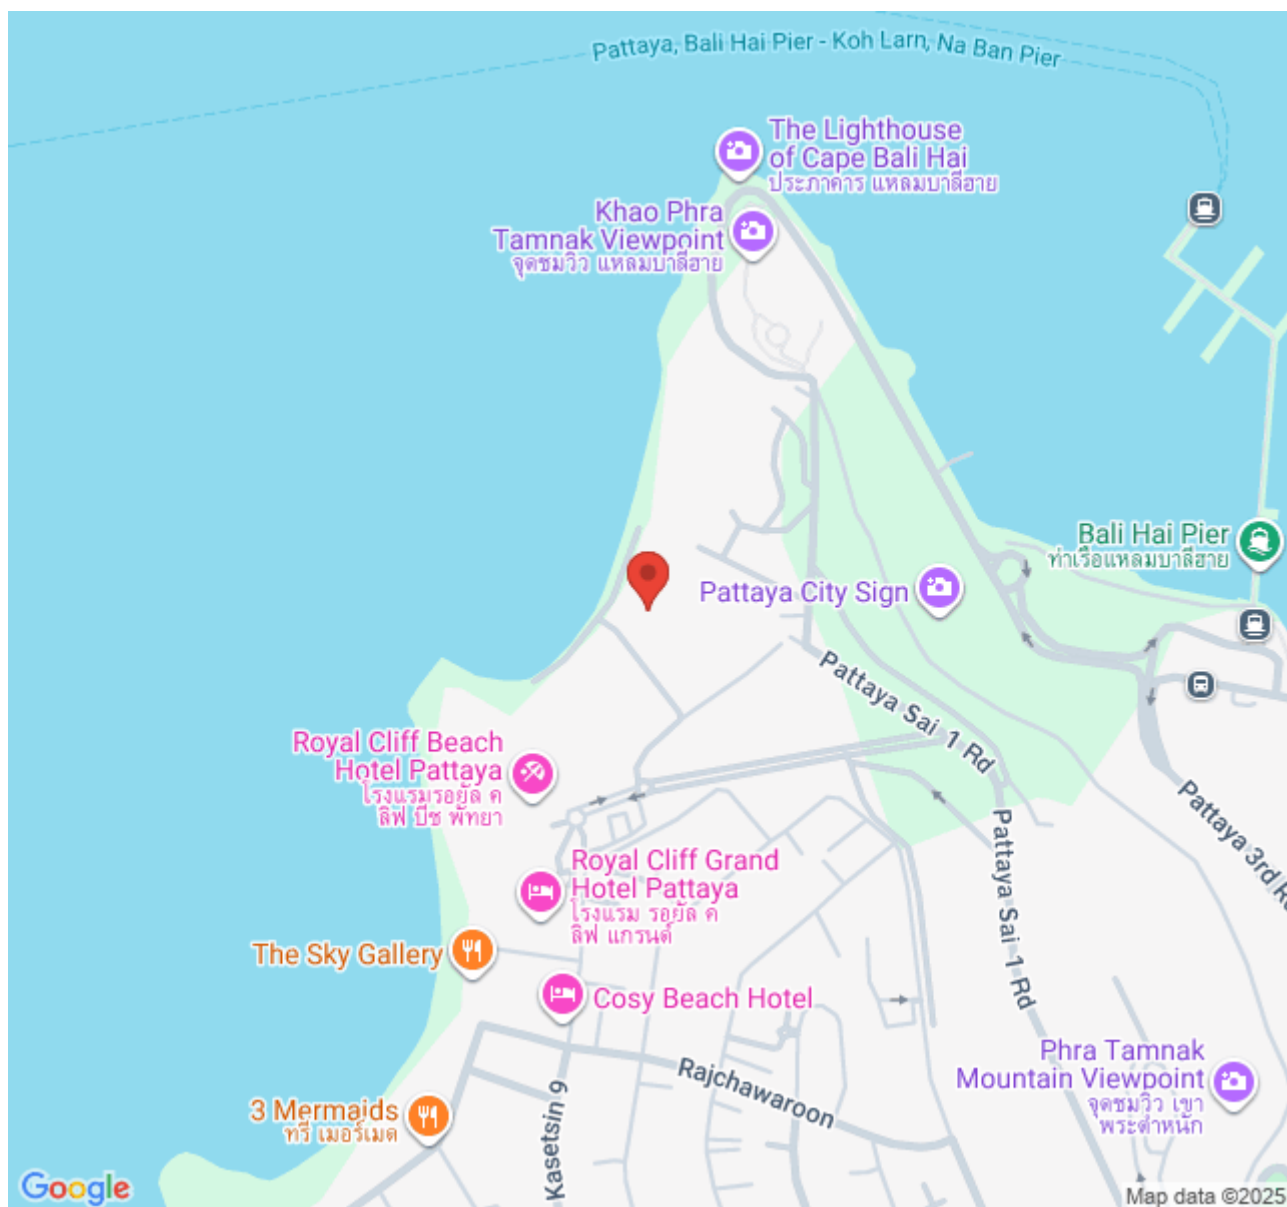 Pattaya, Bali Hai Pier - Koh Larn, Na Ban Pier
The Lighthouse
of Cape Bali Hai
ประภาคาร แหลมบาลีฮาย
Khao Phra
Tamnak Viewpoint
จุดชมวิว แหลมบาลีฮาย
Bali Hai Pier
ท่าเรือแหลมบาลีฮาย
Pattaya City Sign
Pattaya Sai 1 Rd
Royal Cliff Beach
Hotel Pattaya
โรงแรมรอยัล ค
ลิฟ บีช พัทยา
Pattaya 3rd R
Pattaya Sai 1 Rd
Royal Cliff Grand
Hotel Pattaya
โรงแรม รอยัล ค
ลิฟ แกรนด์
The Sky Gallery
Cosy Beach Hotel
Rajchawaroon
Phra Tamnak
Mountain Viewpoint
จุดชมวิว เขา
พระตำหนัก
3 Mermaids
ทรี เมอร์เมด
Kasetsin 9
Google
Map data ©2025